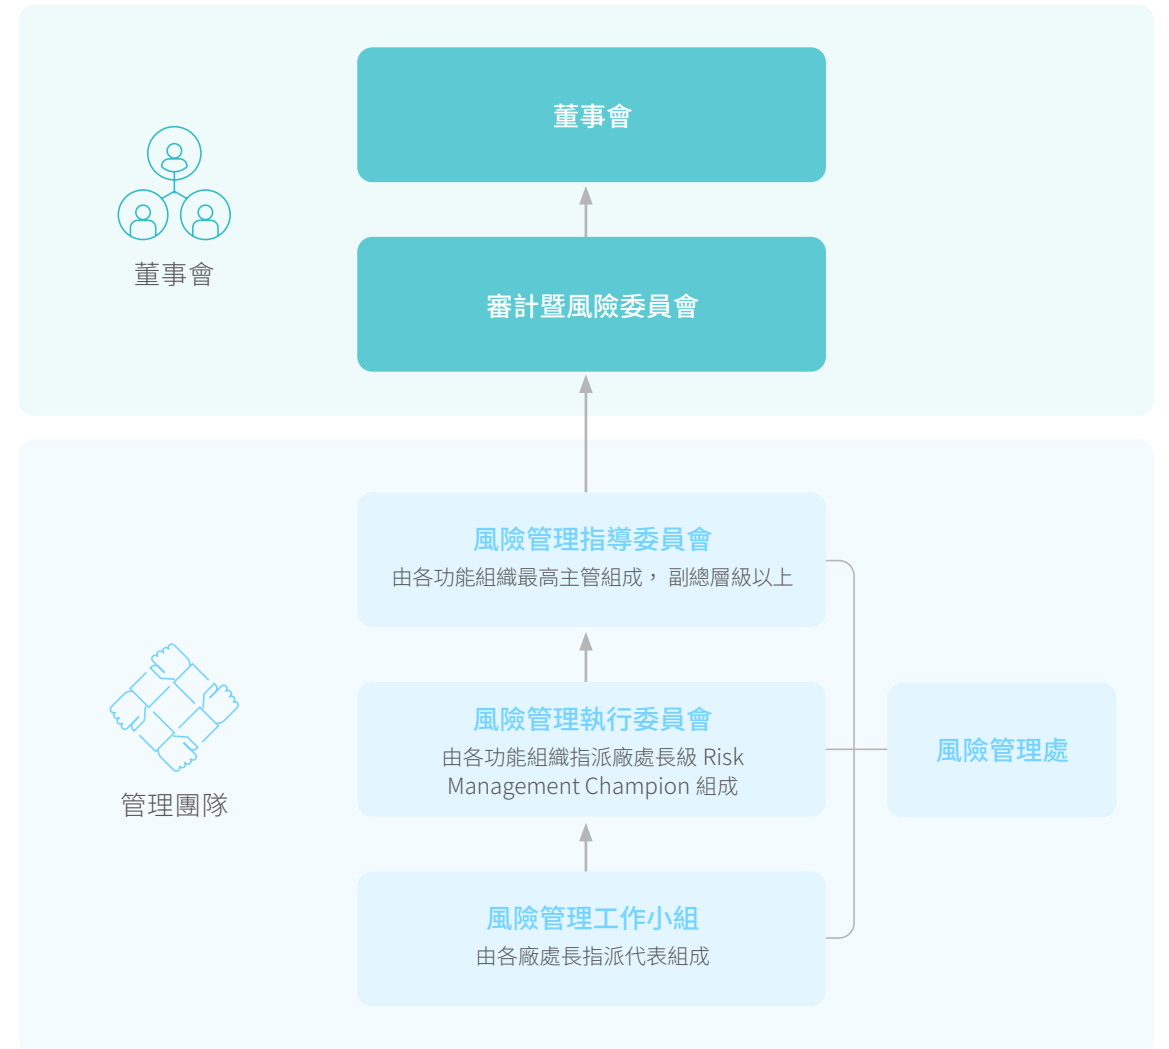 董事會
董事會
審計暨風險委員會
風險管理指導委員會
由各功能組織最高主管組成， 副總層級以上
管理團隊
風險管理執行委員會
由各功能組織指派廠處長級 Risk
Management Champion 組成
風險管理處
風險管理工作小組
由各廠處長指派代表組成